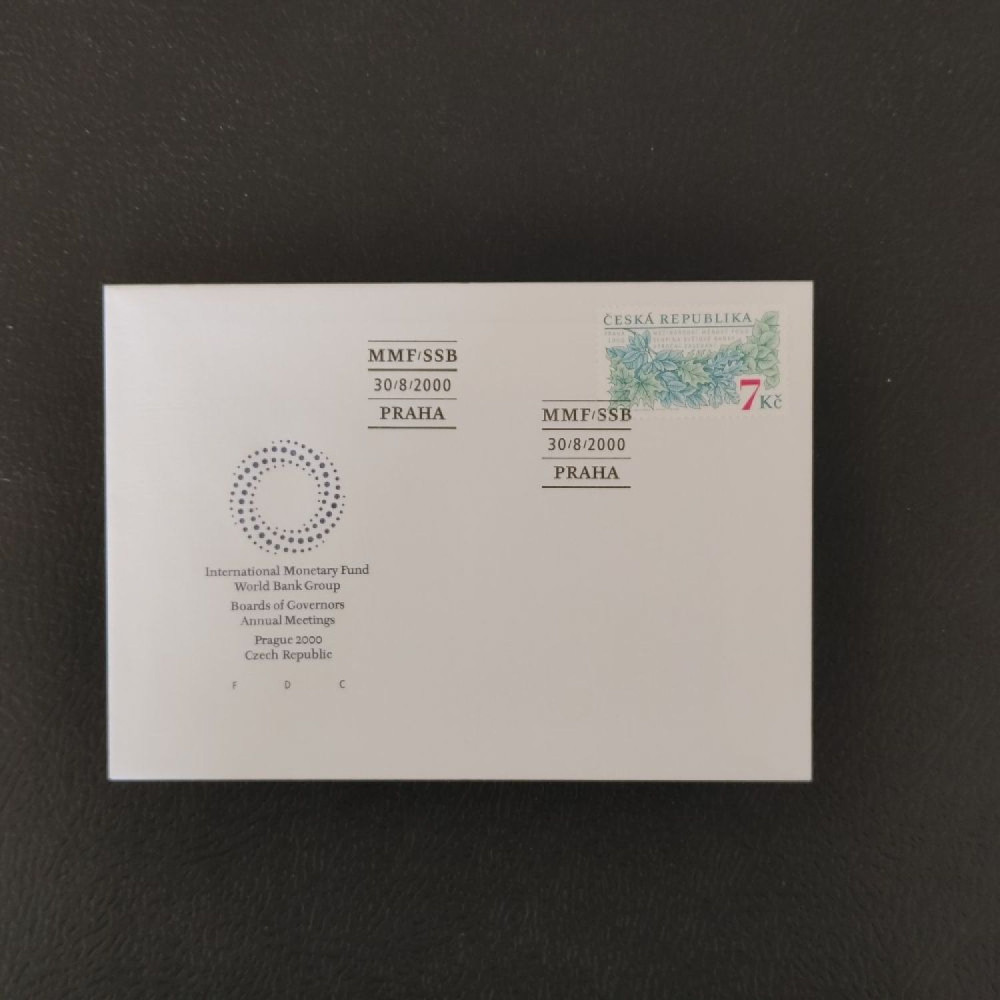 ČESKÁ REPUBLIKA
7 Kč
MMF/SSB
30/8/2000
PRAHA
MMF/SSB
30/8/2000
PRAHA
International Monetary Fund
World Bank Group
Boards of Governors
Annual Meetings
Prague 2000
Czech Republic
F D C